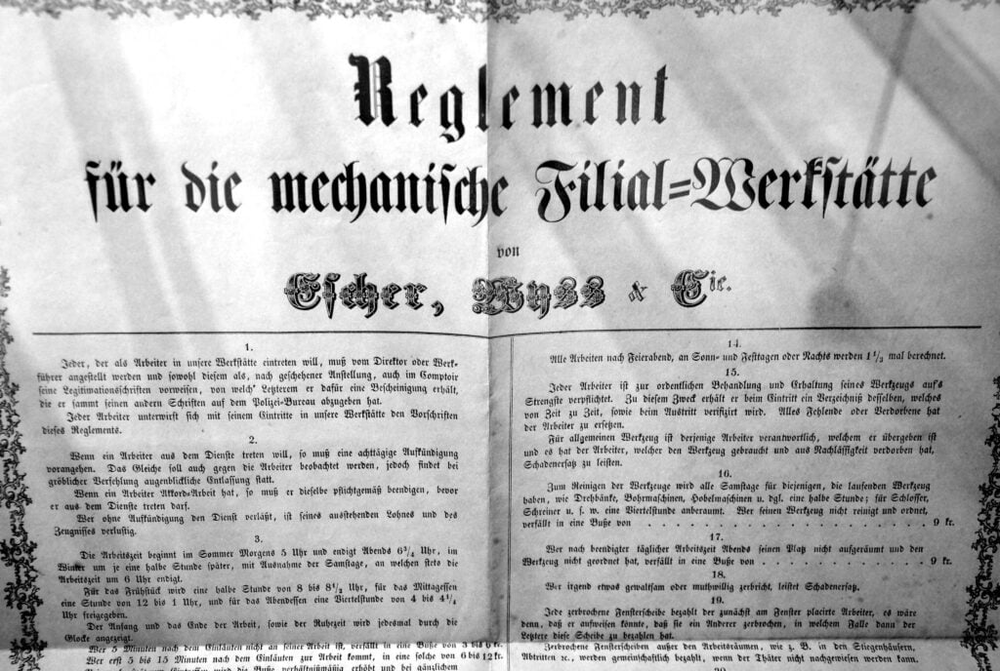 Reglement
für die mechanische Filial=Werkstätte
von
Escher, Wyss & Cie.
1.
Jeder, der als Arbeiter in unsere Werkstätte eintreten will, muß vom Direktor oder Werk-
führer angestellt werden und sowohl diesem als, nach geschehener Anstellung, auch im Comptoir
seine Legitimationsschriften vorweisen, von welch' Letzterem er dafür eine Bescheinigung erhält,
die er sammt seinen andern Schriften auf dem Polizei-Bureau abzugeben hat.
Jeder Arbeiter unterwirft sich mit seinem Eintritte in unsere Werkstätte den Vorschriften
dieses Reglements.
2.
Wenn ein Arbeiter aus dem Dienste treten will, so muß eine achttägige Aufkündigung
vorangehen. Das Gleiche soll auch gegen die Arbeiter beobachtet werden, jedoch findet bei
gröblicher Verfehlung augenblickliche Entlassung statt.
Wenn ein Arbeiter Akkord-Arbeit hat, so muß er dieselbe pflichtgemäß beendigen, bevor
er aus dem Dienste treten darf.
Wer ohne Aufkündigung den Dienst verläßt, ist seines ausstehenden Lohnes und des
Zeugnisses verlustig.
3.
Die Arbeitszeit beginnt im Sommer Morgens 5 Uhr und endigt Abends 6 3/4 Uhr, im
Winter um je eine halbe Stunde später, mit Ausnahme der Samstage, an welchen stets die
Arbeitszeit um 6 Uhr endigt.
Für das Frühstück wird eine halbe Stunde von 8 bis 8 1/2 Uhr, für das Mittagessen
eine Stunde von 12 bis 1 Uhr, und für das Abendessen eine Viertelstunde von 4 bis 4 1/4
Uhr freigegeben.
Der Anfang und das Ende der Arbeit, sowie der Ruhezeit wird jedesmal durch die
Glocke angezeigt.
Wer 5 Minuten nach dem Einläuten nicht an seiner Arbeit ist, verfällt in eine Buße von 3 bis 6 kr.
Wer erst 5 bis 15 Minuten nach dem Einläuten zur Arbeit kommt, in eine solche von 6 bis 12 kr.
wird die Buße verhältnißmäßig erhöht und bei gänzlichem
14.
Alle Arbeiten nach Feierabend, an Sonn- und Festtagen oder Nachts werden 1 1/2 mal berechnet.
15.
Jeder Arbeiter ist zur ordentlichen Behandlung und Erhaltung seines Werkzeugs auf's
Strengste verpflichtet. Zu diesem Zweck erhält er beim Eintritt ein Verzeichniß desselben, welches
von Zeit zu Zeit, sowie beim Austritt verifizirt wird. Alles Fehlende oder Verdorbene hat
der Arbeiter zu ersetzen.
Für allgemeinen Werkzeug ist derjenige Arbeiter verantwortlich, welchem er übergeben ist
und es hat der Arbeiter, welcher den Werkzeug gebraucht und aus Nachlässigkeit verdorben hat,
Schadenersatz zu leisten.
16.
Zum Reinigen der Werkzeuge wird alle Samstage für diejenigen, die laufenden Werkzeug
haben, wie Drehbänke, Bohrmaschinen, Hobelmaschinen u. dgl. eine halbe Stunde; für Schlosser,
Schreiner u. s. w. eine Viertelstunde anberaumt. Wer seinen Werkzeug nicht reinigt und ordnet,
verfällt in eine Buße von . . . . . . . . . . . . . . . . . . 9 kr.
17.
Wer nach beendigter täglicher Arbeitszeit Abends seinen Platz nicht aufgeräumt und den
Werkzeug nicht geordnet hat, verfällt in eine Buße von . . . . . . . . . . . . . . 9 kr.
18.
Wer irgend etwas gewaltsam oder muthwillig zerbricht, leistet Schadenersatz.
19.
Jede zerbrochene Fensterscheibe bezahlt der zunächst am Fenster placirte Arbeiter, es wäre
denn, daß er aufweisen könnte, daß sie ein Anderer zerbrochen, in welchem Falle dann der
Letztere diese Scheibe zu bezahlen hat.
Zerbrochene Fensterscheiben außer den Arbeitsräumen, wie z. B. in den Stiegenhäusern,
Abtritten ec., werden gemeinschaftlich bezahlt, wenn der Thäter nicht nachgewiesen werden kann.
20.